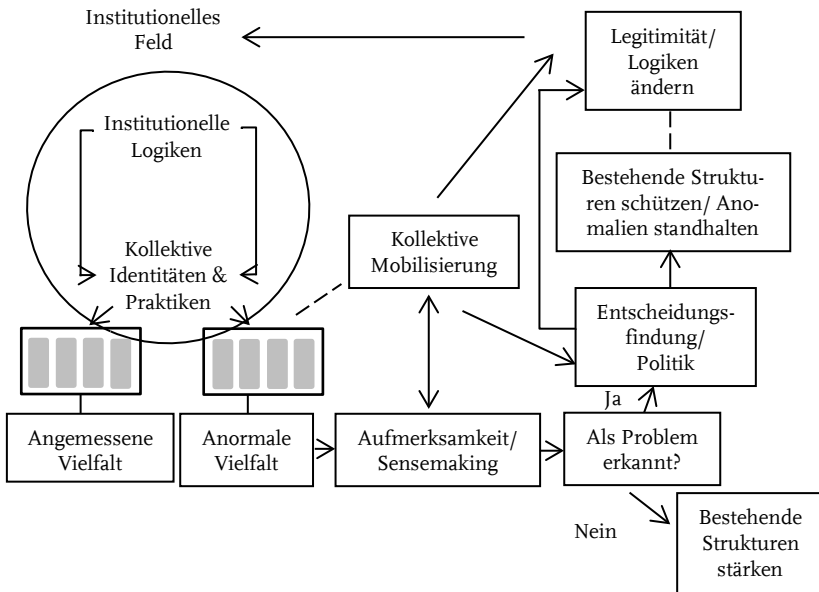 Institutionelles
Feld
Legitimität/
Logiken
ändern
Institutionelle
Logiken
Bestehende Struktu-
ren schützen/ Ano-
malien standhalten
Kollektive
Mobilisierung
Kollektive
Identitäten &
Praktiken
Entscheidungs-
findung/
Politik
Ja
Angemessene
Vielfalt
Anormale
Vielfalt
Aufmerksamkeit/
Sensemaking
Als Problem
erkannt?
Nein
Bestehende
Strukturen
stärken